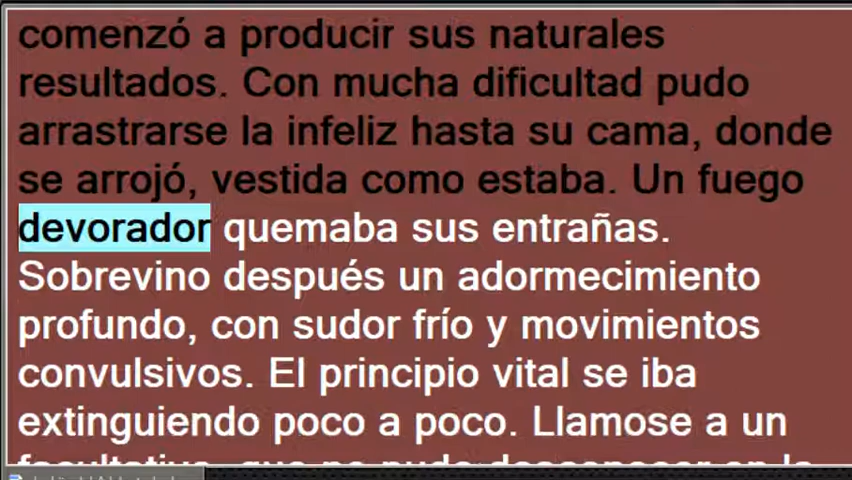 comenzó a producir sus naturales
resultados. Con mucha dificultad pudo
arrastrarse la infeliz hasta su cama, donde
se arrojó, vestida como estaba. Un fuego
devorador quemaba sus entrañas.
Sobrevino después un adormecimiento
profundo, con sudor frío y movimientos
convulsivos. El principio vital se iba
extinguiendo poco a poco. Llamose a un